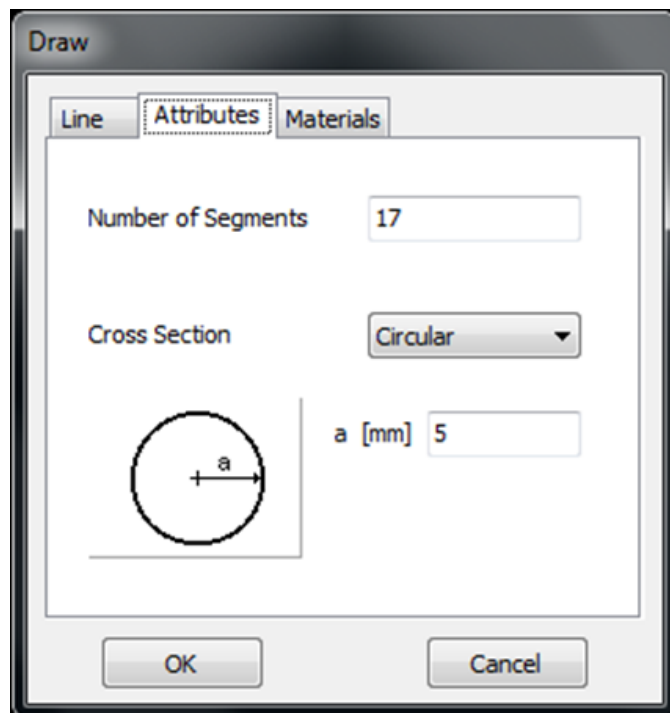 Draw
Line Attributes Materials
Number of Segments 17
Cross Section Circular
a [mm] 5
a
OK Cancel